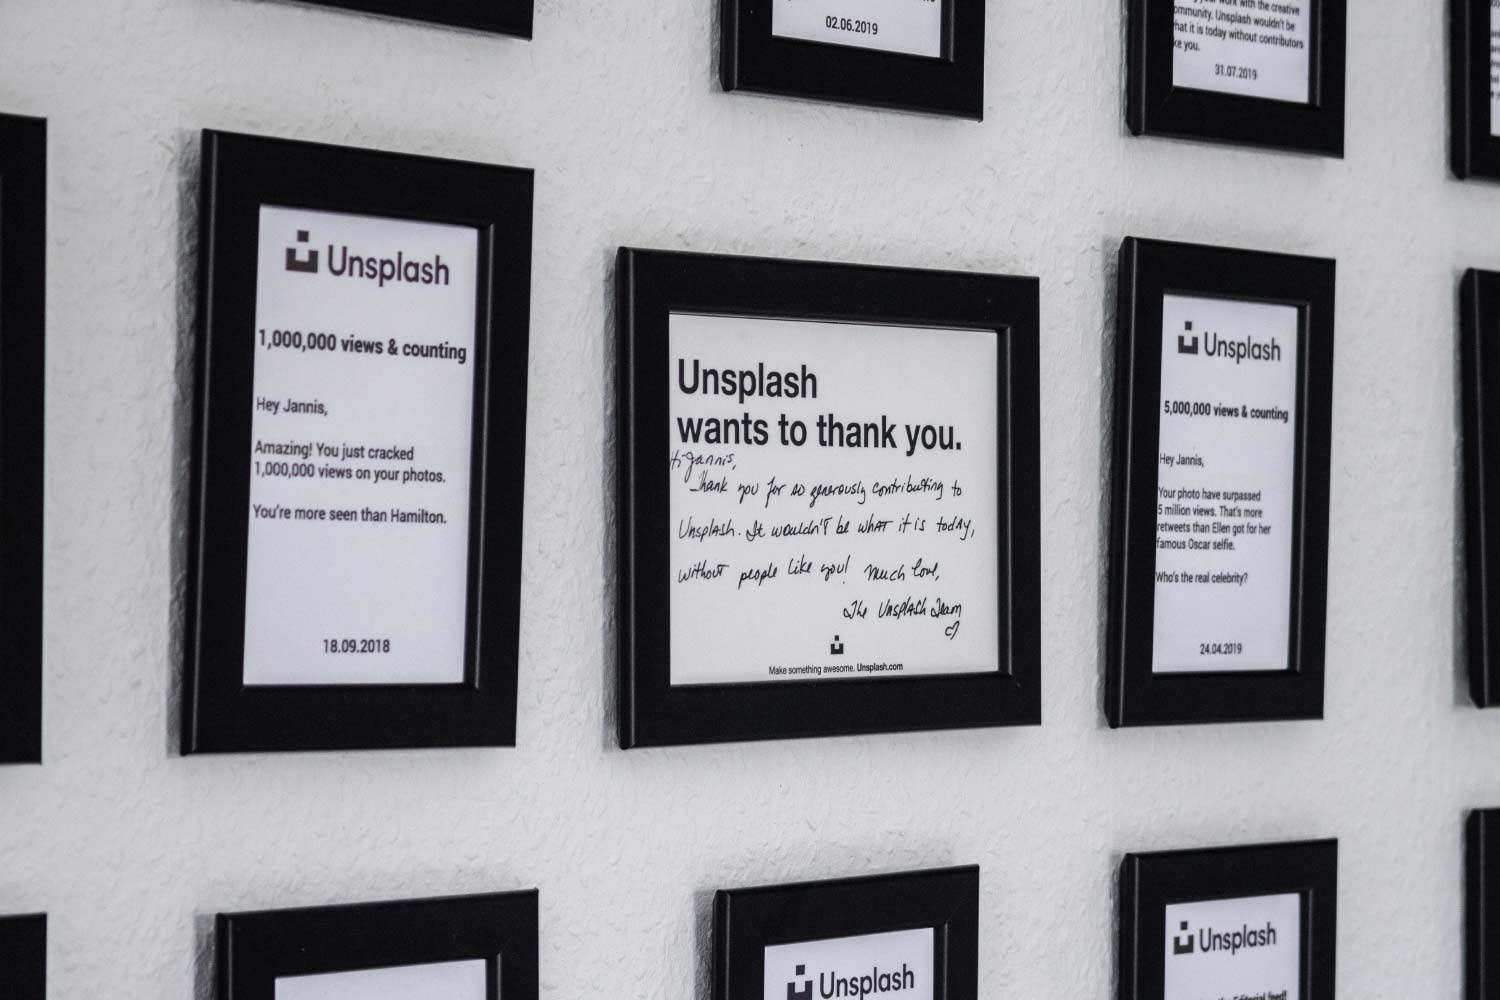 02.06.2019
work with the creative
community. Unsplash wouldn't be
what it is today without contributors
like you.
31.07.2019
Unsplash
1,000,000 views & counting
Hey Jannis,
Amazing! You just cracked
1,000,000 views on your photos.
You're more seen than Hamilton.
18.09.2018
Unsplash
wants to thank you.
Hi Jannis,
Thank you for so generously contributing to
Unsplash. It wouldn't be what it is today,
without people like you! Much love,
The Unsplash Team
Make something awesome. Unsplash.com
Unsplash
5,000,000 views & counting
Hey Jannis,
Your photo have surpassed
5 million views. That's more
retweets than Ellen got for her
famous Oscar selfie.
Who's the real celebrity?
24.04.2019
Unsplash
Unsplash
Editorial feed!